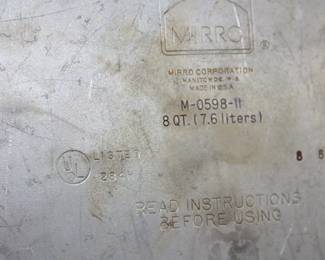 MIRRO
MIRRO CORPORATION
MANITOWOC, WIS.
MADE IN U.S.A.
M-0598-11
8 QT. (7.6 liters)
UL LISTED
READ INSTRUCTIONS
BEFORE USING